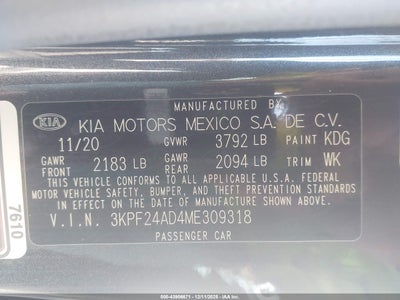 MANUFACTURED BY
KIA KIA MOTORS MEXICO S.A. DE C.V.
11/20 GVWR 3792 LB PAINT KDG
GAWR FRONT 2183 LB GAWR REAR 2094 LB TRIM WK
THIS VEHICLE CONFORMS TO ALL APPLICABLE U.S.A. FEDERAL
MOTOR VEHICLE SAFETY, BUMPER, AND THEFT PREVENTION
STANDARDS IN EFFECT ON THE DATE OF MANUFACTURE SHOWN ABOVE.
V.I.N. 3KPF24AD4ME309318
PASSENGER CAR
7610